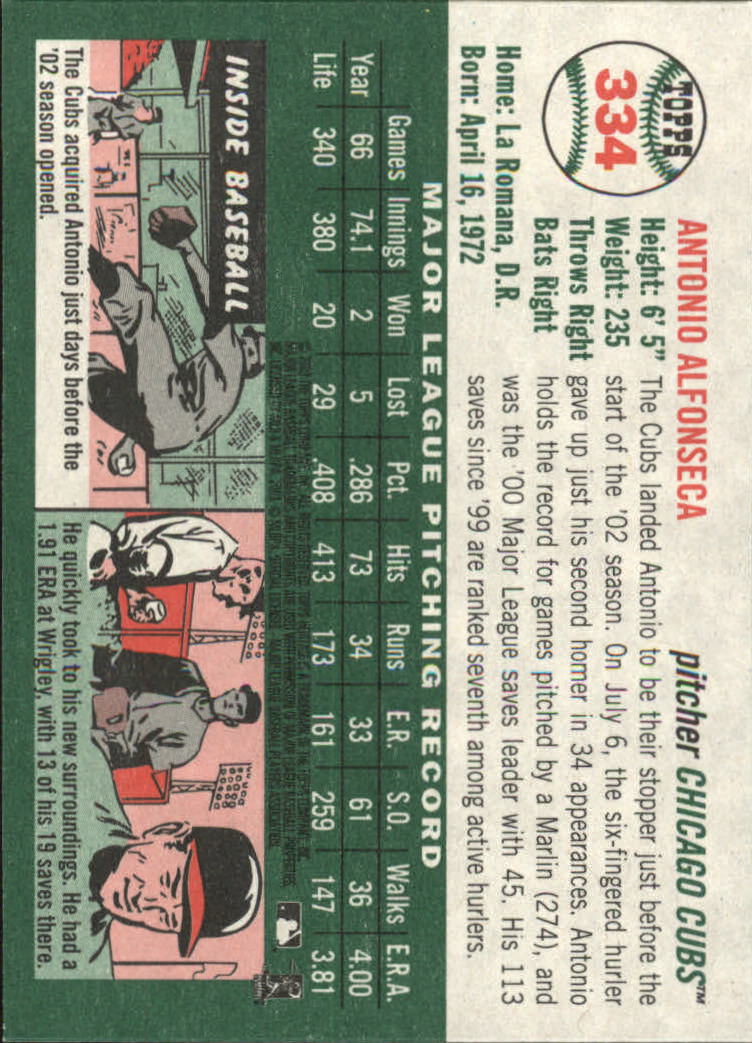 TOPPS
334
ANTONIO ALFONSECA
pitcher CHICAGO CUBS™
Height: 6' 5"
Weight: 235
Throws Right
Bats Right
Home: La Romana, D.R.
Born: April 16, 1972
The Cubs landed Antonio to be their stopper just before the
start of the '02 season. On July 6, the six-fingered hurler
gave up just his second homer in 34 appearances. Antonio
holds the record for games pitched by a Marlin (274), and
was the '00 Major League saves leader with 45. His 113
saves since '99 are ranked seventh among active hurlers.
MAJOR LEAGUE PITCHING RECORD
Games Innings Won Lost Pct. Hits Runs E.R. S.O. Walks E.R.A.
Year 66 74.1 2 5 .286 73 34 33 61 36 4.00
Life 340 380 20 29 .408 413 173 161 259 147 3.81
INSIDE BASEBALL
The Cubs acquired Antonio just days before the
'02 season opened.
He quickly took to his new surroundings. He had a
1.91 ERA at Wrigley, with 13 of his 19 saves there.